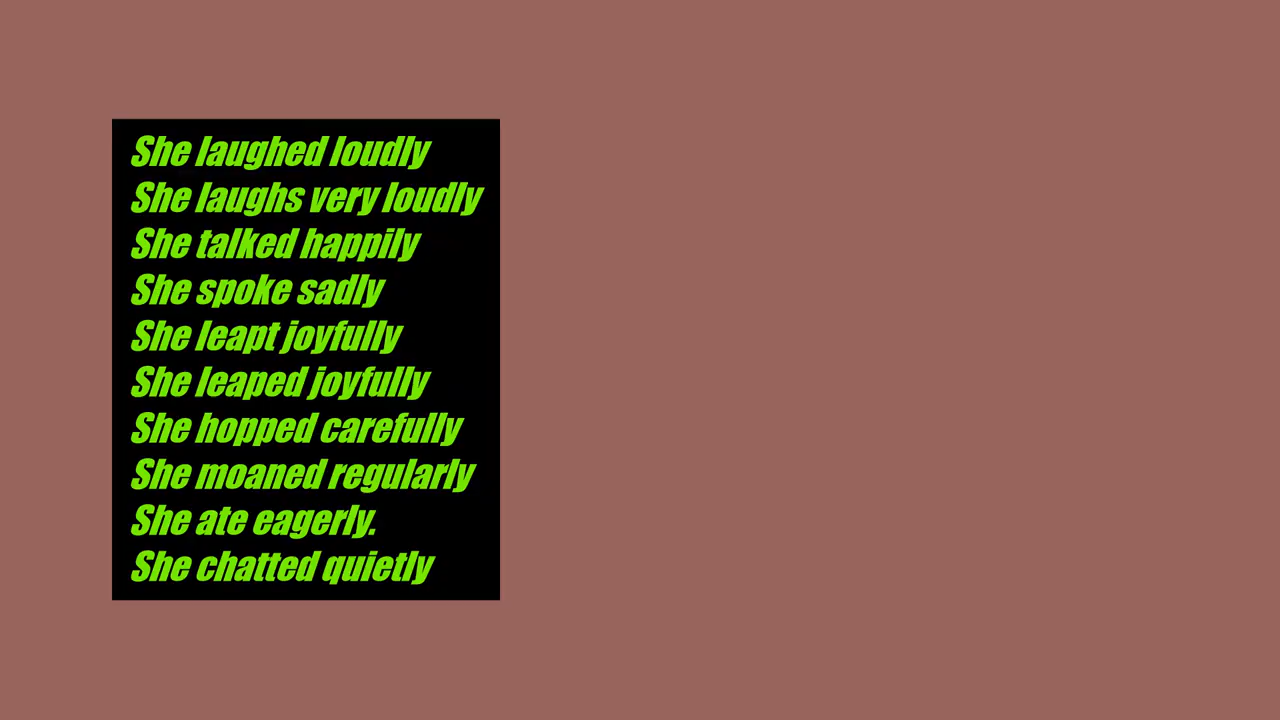 She laughed loudly
She laughs very loudly
She talked happily
She spoke sadly
She leapt joyfully
She leaped joyfully
She hopped carefully
She moaned regularly
She ate eagerly.
She chatted quietly